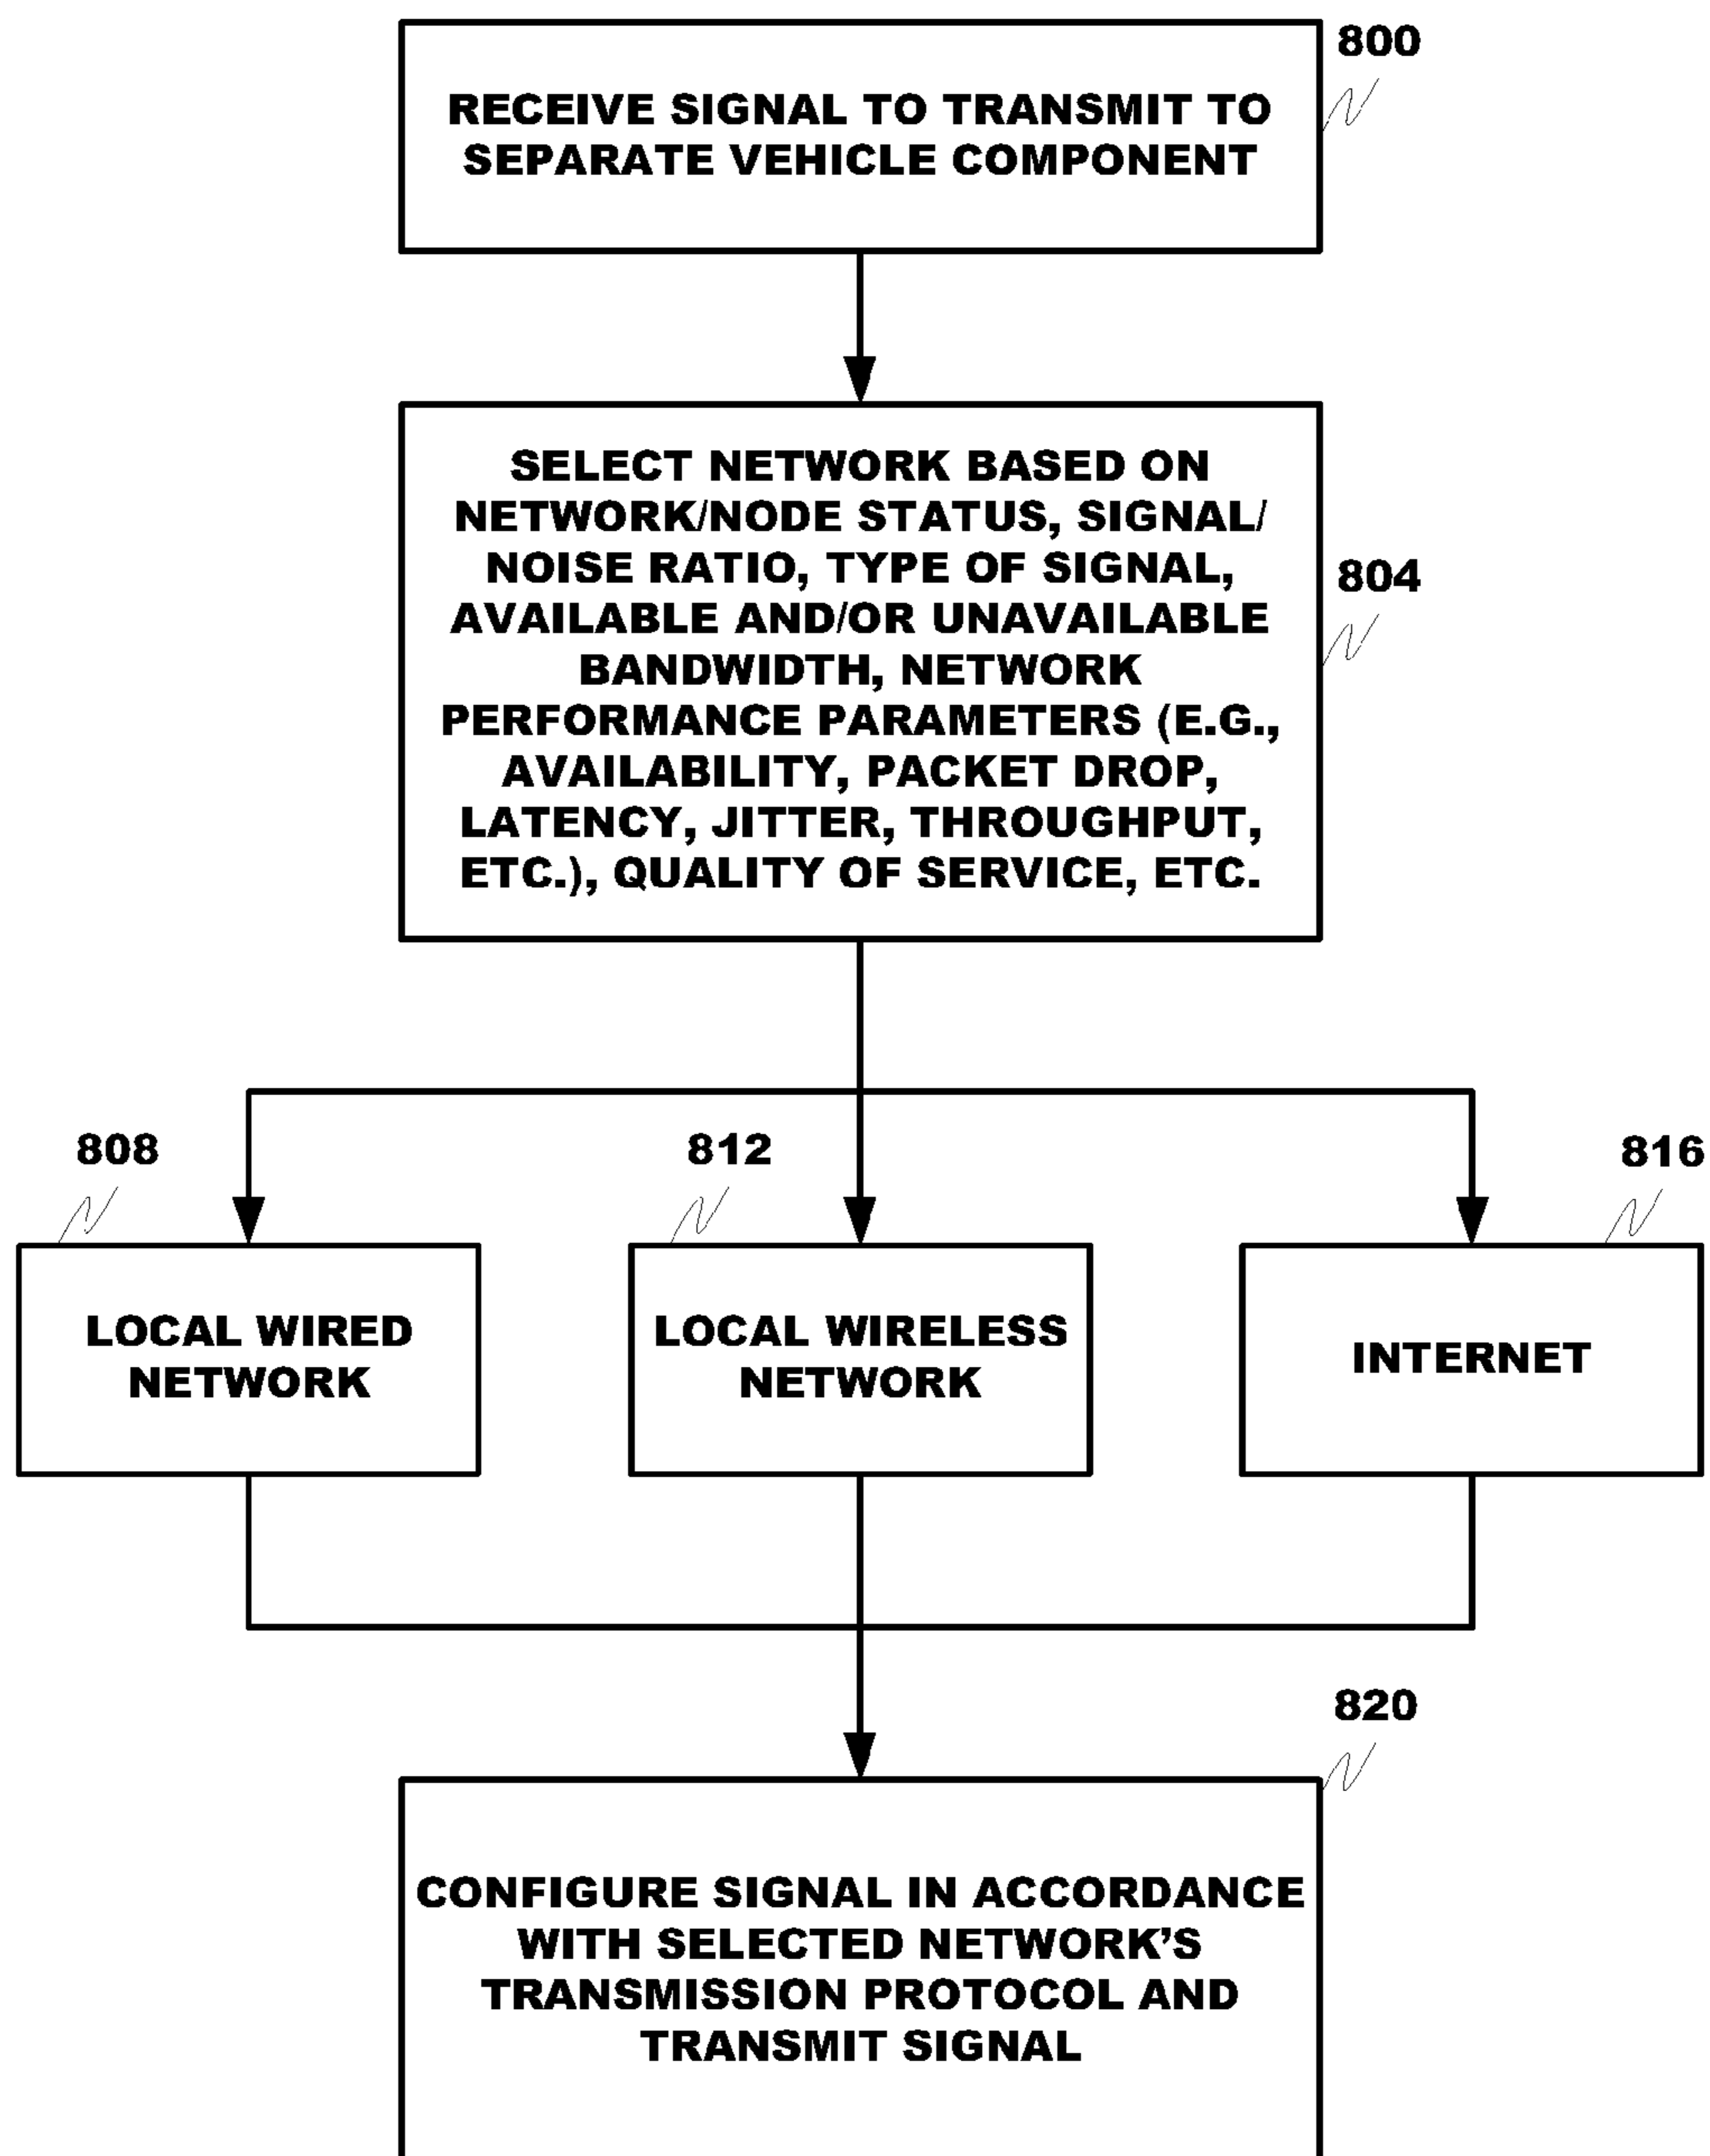 800
RECEIVE SIGNAL TO TRANSMIT TO
SEPARATE VEHICLE COMPONENT
SELECT NETWORK BASED ON
NETWORK/NODE STATUS, SIGNAL/
NOISE RATIO, TYPE OF SIGNAL,
AVAILABLE AND/OR UNAVAILABLE
BANDWIDTH, NETWORK
PERFORMANCE PARAMETERS (E.G.,
AVAILABILITY, PACKET DROP,
LATENCY, JITTER, THROUGHPUT,
ETC.), QUALITY OF SERVICE, ETC.
804
808
812
816
LOCAL WIRED
NETWORK
LOCAL WIRELESS
NETWORK
INTERNET
820
CONFIGURE SIGNAL IN ACCORDANCE
WITH SELECTED NETWORK’S
TRANSMISSION PROTOCOL AND
TRANSMIT SIGNAL